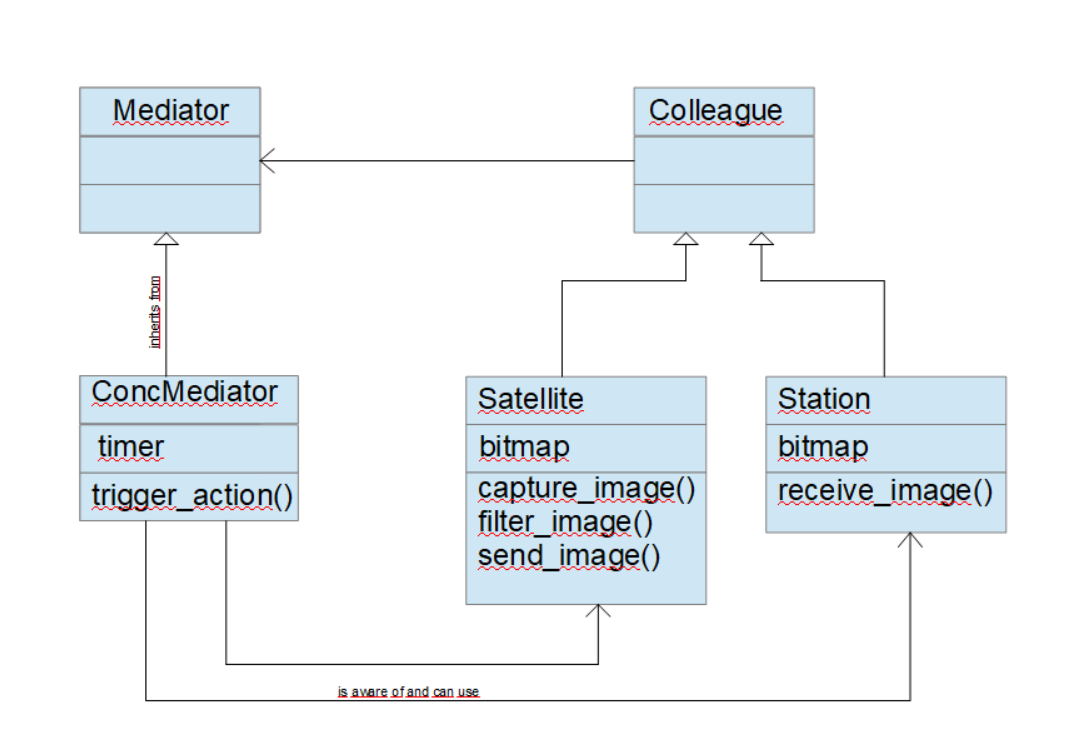 Mediator
Colleague
inherits from
ConcMediator
timer
trigger_action()
Satellite
bitmap
capture_image()
filter_image()
send_image()
Station
bitmap
receive_image()
is aware of and can use